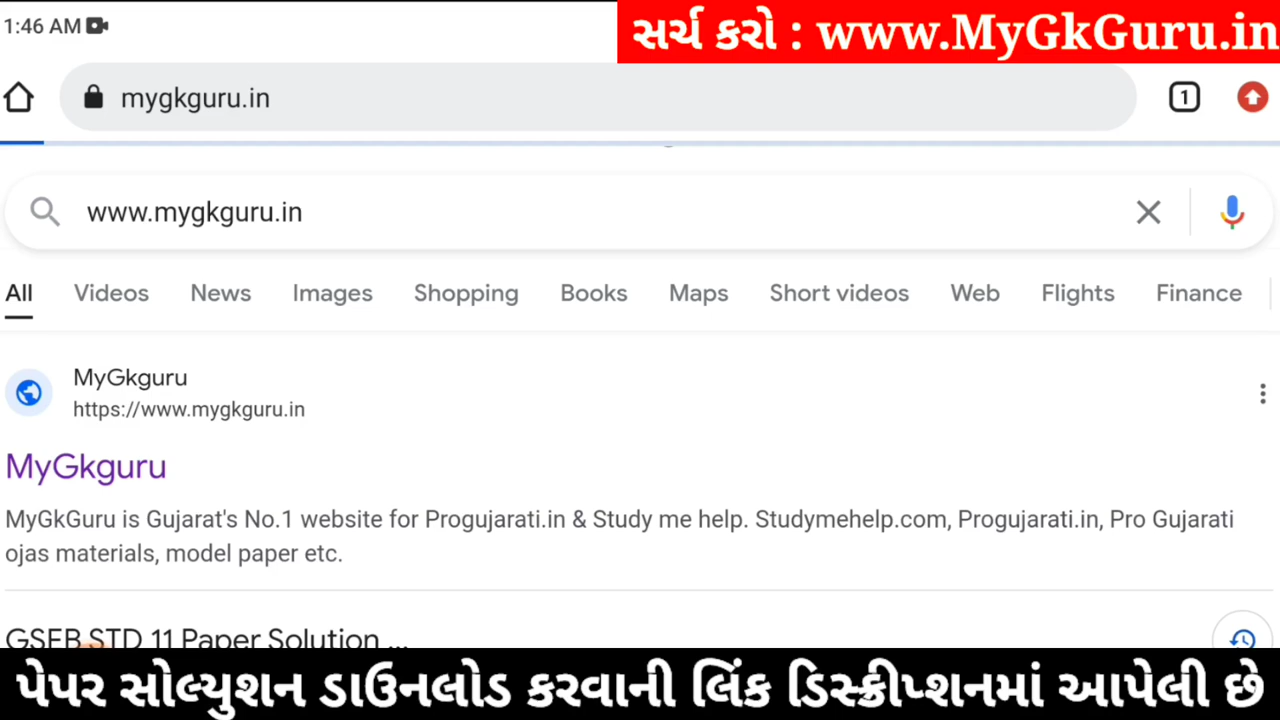 1:46 AM
સર્ચ કરો : www.MyGkGuru.in
mygkguru.in
1
www.mygkguru.in
All Videos News Images Shopping Books Maps Short videos Web Flights Finance
MyGkguru
https://www.mygkguru.in
MyGkguru
MyGkGuru is Gujarat's No.1 website for Progujarati.in & Study me help. Studymehelp.com, Progujarati.in, Pro Gujarati
ojas materials, model paper etc.
GSEB STD 11 Paper Solution ...
પેપર સોલ્યુશન ડાઉનલોડ કરવાની લિંક ડિસ્ક્રીપ્શનમાં આપેલી છે